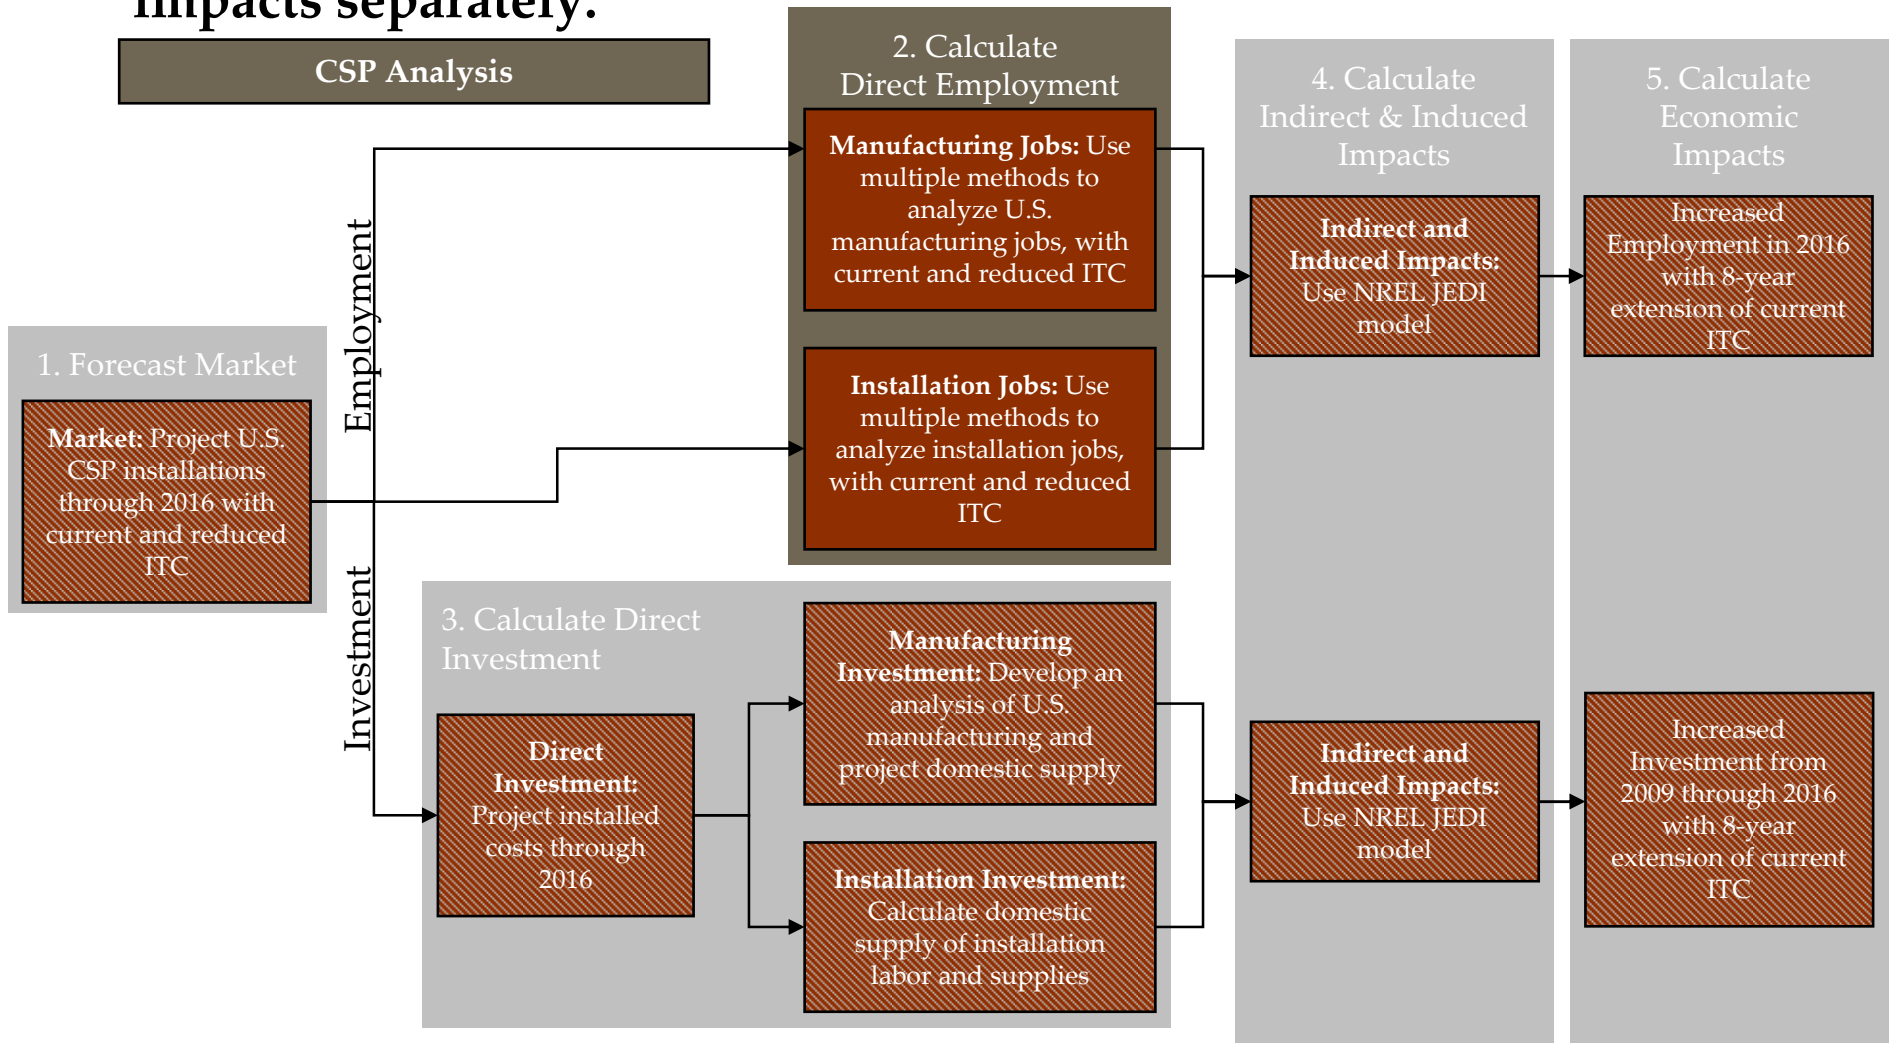 impacts separately.
CSP Analysis
1. Forecast Market
Market: Project U.S.
CSP installations
through 2016 with
current and reduced
ITC
Employment
Investment
2. Calculate
Direct Employment
Manufacturing Jobs: Use
multiple methods to
analyze U.S.
manufacturing jobs, with
current and reduced ITC
Installation Jobs: Use
multiple methods to
analyze installation jobs,
with current and reduced
ITC
3. Calculate Direct
Investment
Direct
Investment:
Project installed
costs through
2016
Manufacturing
Investment: Develop an
analysis of U.S.
manufacturing and
project domestic supply
Installation Investment:
Calculate domestic
supply of installation
labor and supplies
4. Calculate
Indirect & Induced
Impacts
Indirect and
Induced Impacts:
Use NREL JEDI
model
Indirect and
Induced Impacts:
Use NREL JEDI
model
5. Calculate
Economic
Impacts
Increased
Employment in 2016
with 8-year
extension of current
ITC
Increased
Investment from
2009 through 2016
with 8-year
extension of current
ITC